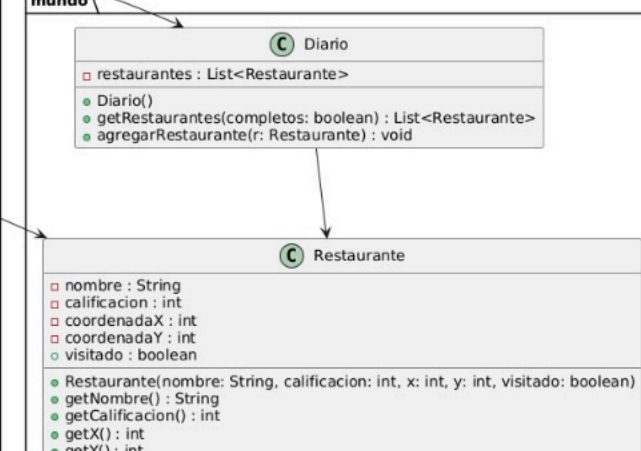 mundo
C Diario
restaurantes : List<Restaurante>
Diario()
getRestaurantes(completos: boolean) : List<Restaurante>
agregarRestaurante(r: Restaurante) : void
C Restaurante
nombre : String
calificacion : int
coordenadaX : int
coordenadaY : int
visitado : boolean
Restaurante(nombre: String, calificacion: int, x: int, y: int, visitado: boolean)
getNombre() : String
getCalificacion() : int
getX() : int
getY() : int